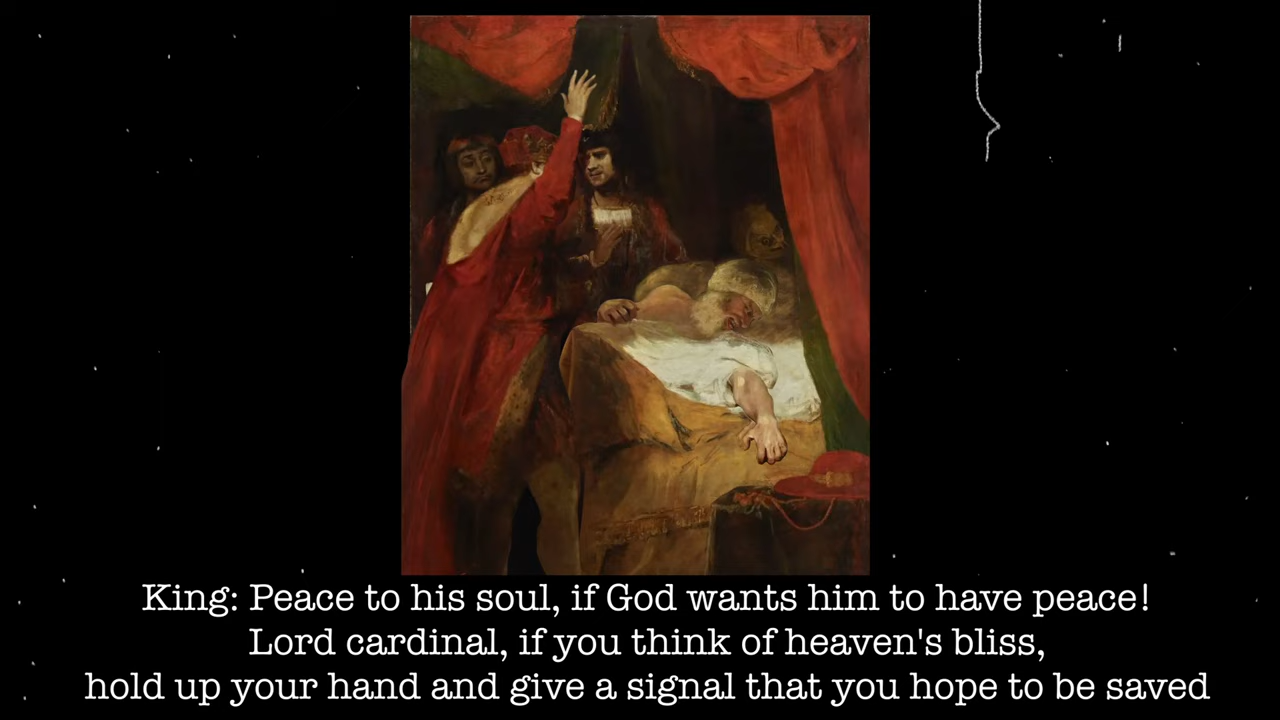 King: Peace to his soul, if God wants him to have peace!
Lord cardinal, if you think of heaven's bliss,
hold up your hand and give a signal that you hope to be saved